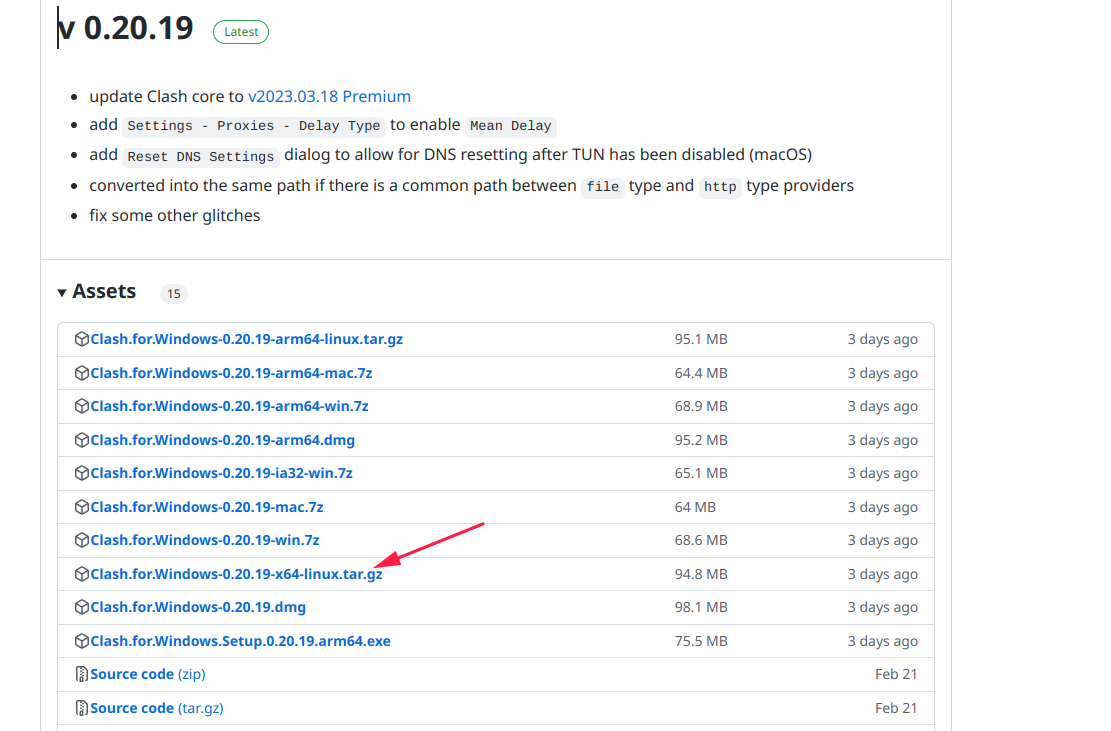 v 0.20.19 Latest
update Clash core to v2023.03.18 Premium
add Settings - Proxies - Delay Type to enable Mean Delay
add Reset DNS Settings dialog to allow for DNS resetting after TUN has been disabled (macOS)
converted into the same path if there is a common path between file type and http type providers
fix some other glitches
Assets 15
Clash.for.Windows-0.20.19-arm64-linux.tar.gz 95.1 MB 3 days ago
Clash.for.Windows-0.20.19-arm64-mac.7z 64.4 MB 3 days ago
Clash.for.Windows-0.20.19-arm64-win.7z 68.9 MB 3 days ago
Clash.for.Windows-0.20.19-arm64.dmg 95.2 MB 3 days ago
Clash.for.Windows-0.20.19-ia32-win.7z 65.1 MB 3 days ago
Clash.for.Windows-0.20.19-mac.7z 64 MB 3 days ago
Clash.for.Windows-0.20.19-win.7z 68.6 MB 3 days ago
Clash.for.Windows-0.20.19-x64-linux.tar.gz 94.8 MB 3 days ago
Clash.for.Windows-0.20.19.dmg 98.1 MB 3 days ago
Clash.for.Windows.Setup.0.20.19.arm64.exe 75.5 MB 3 days ago
Source code (zip) Feb 21
Source code (tar.gz) Feb 21